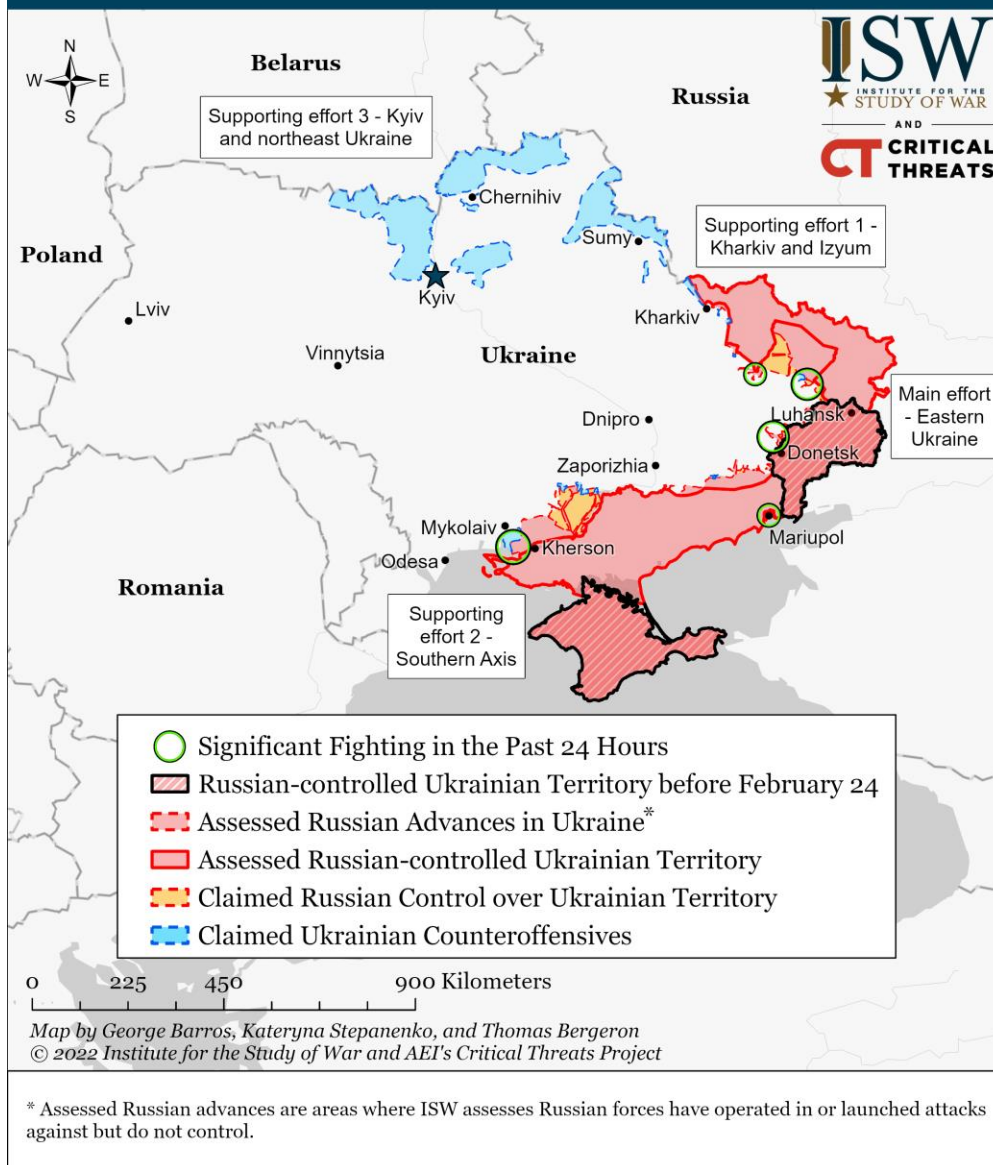 N
W E
S
Belarus
Russia
ISW
INSTITUTE FOR THE
STUDY OF WAR
AND
CT CRITICAL
THREATS
Supporting effort 3 - Kyiv
and northeast Ukraine
Chernihiv
Supporting effort 1 -
Kharkiv and Izyum
Sumy
Poland
Kyiv
Lviv
Kharkiv
Vinnytsia
Ukraine
Main effort
- Eastern
Ukraine
Luhansk
Dnipro
Donetsk
Zaporizhia
Mykolaiv
Mariupol
Kherson
Odesa
Romania
Supporting
effort 2 -
Southern Axis
Significant Fighting in the Past 24 Hours
Russian-controlled Ukrainian Territory before February 24
Assessed Russian Advances in Ukraine*
Assessed Russian-controlled Ukrainian Territory
Claimed Russian Control over Ukrainian Territory
Claimed Ukrainian Counteroffensives
0 225 450 900 Kilometers
Map by George Barros, Kateryna Stepanenko, and Thomas Bergeron
© 2022 Institute for the Study of War and AEI's Critical Threats Project
* Assessed Russian advances are areas where ISW assesses Russian forces have operated in or launched attacks
against but do not control.